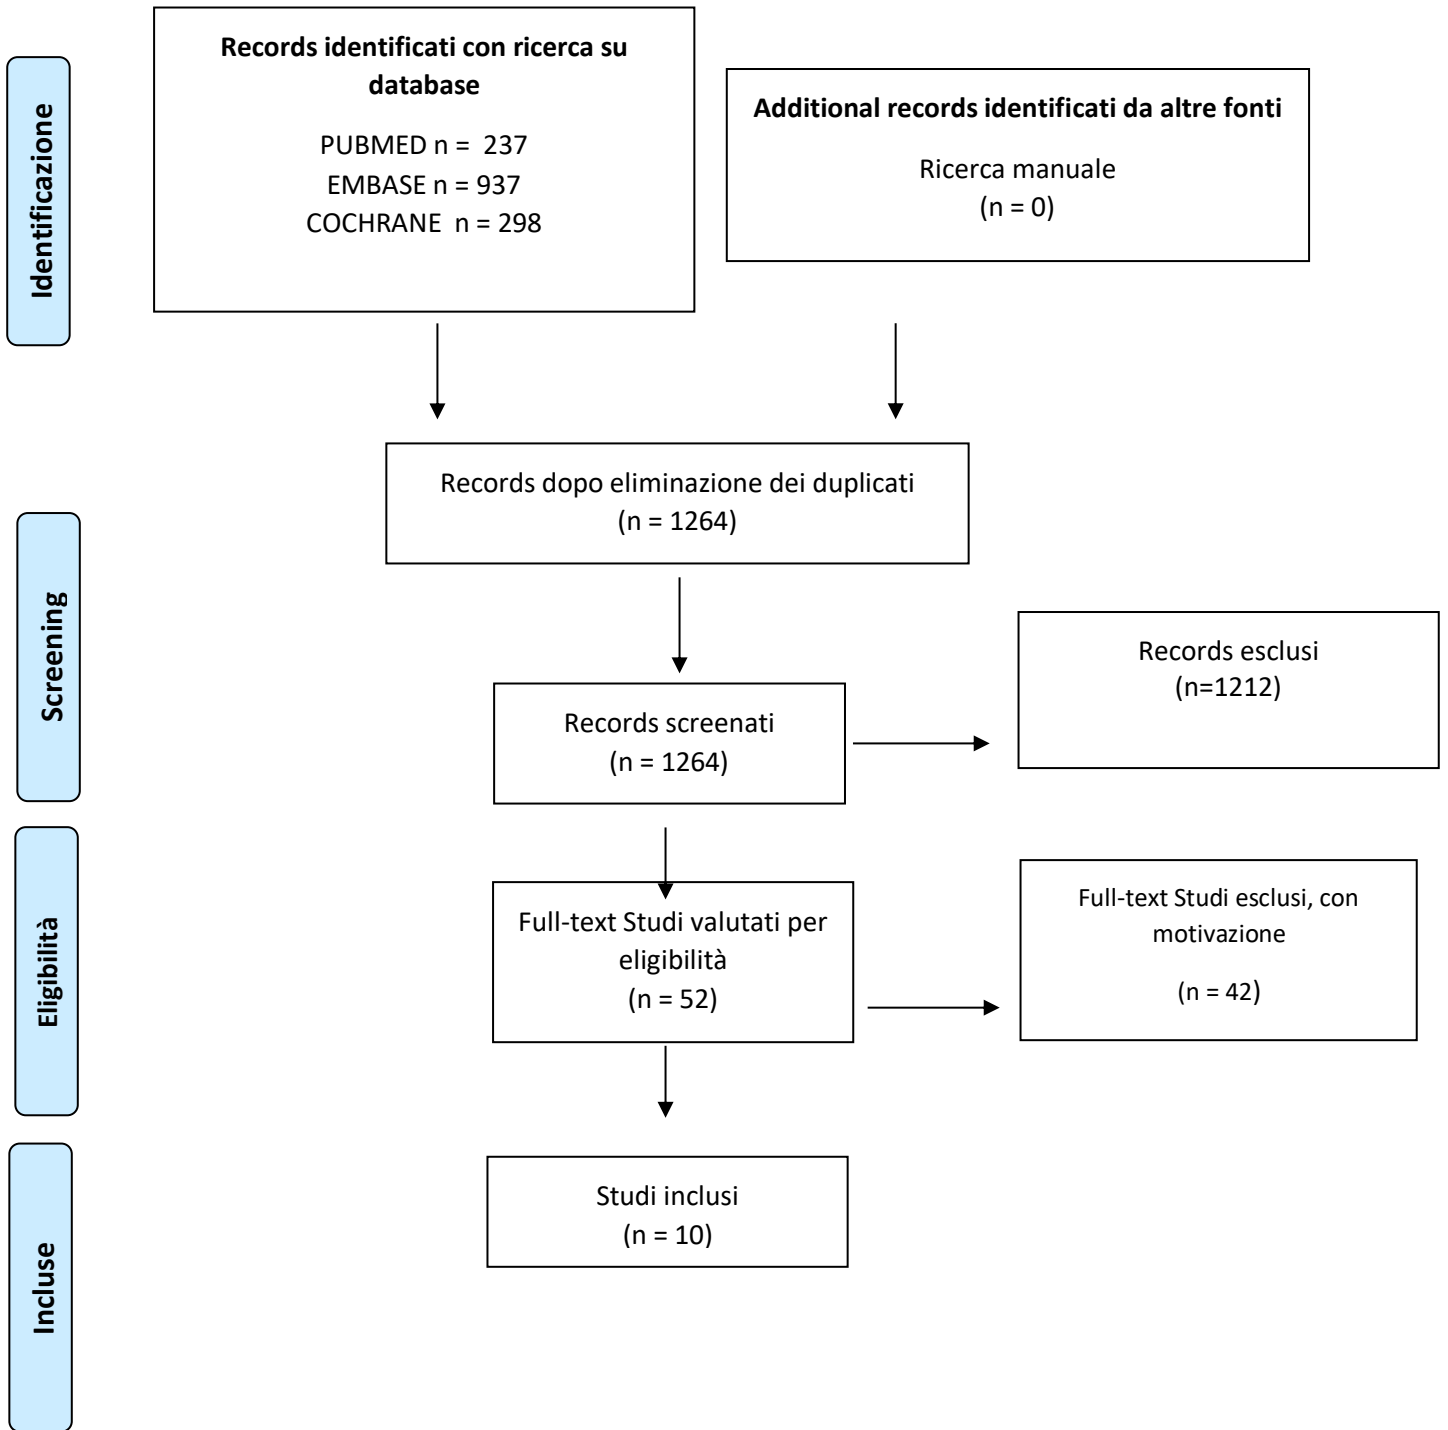 Identificazione
Records identificati con ricerca su
database
PUBMED n =  237
EMBASE n = 937
COCHRANE  n = 298
Additional records identificati da altre fonti
Ricerca manuale
(n = 0)
Records dopo eliminazione dei duplicati
(n = 1264)
Screening
Records screenati
(n = 1264)
Records esclusi
(n=1212)
Eligibilità
Full-text Studi valutati per
eligibilità
(n = 52)
Full-text Studi esclusi, con
motivazione
(n = 42)
Incluse
Studi inclusi
(n = 10)